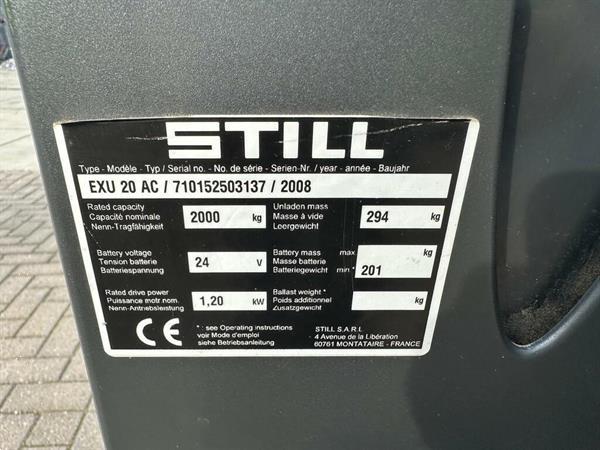 STILL
Type - Modèle - Typ / Serial no. - No. de série - Serien-Nr. / year - année - Baujahr
EXU 20 AC / 710152503137 / 2008
Rated capacity
Capacité nominale
Nenn-Tragfähigkeit
2000 kg
Unladen mass
Masse à vide
Leergewicht
294 kg
Battery voltage
Tension batterie
Batteriespannung
24 V
Battery mass max
Masse batterie
Batteriegewicht min *
kg
201
Rated drive power
Puissance motr nom.
Nenn-Antriebsleistung
1,20 kW
Ballast weight *
Poids additionnel
Zusatzgewicht
kg
CE
* : see Operating instructions
voir Mode d'emploi
siehe Betriebsanleitung
STILL S.A.R.L
4 Avenue de la Libération
60761 MONTATAIRE - FRANCE